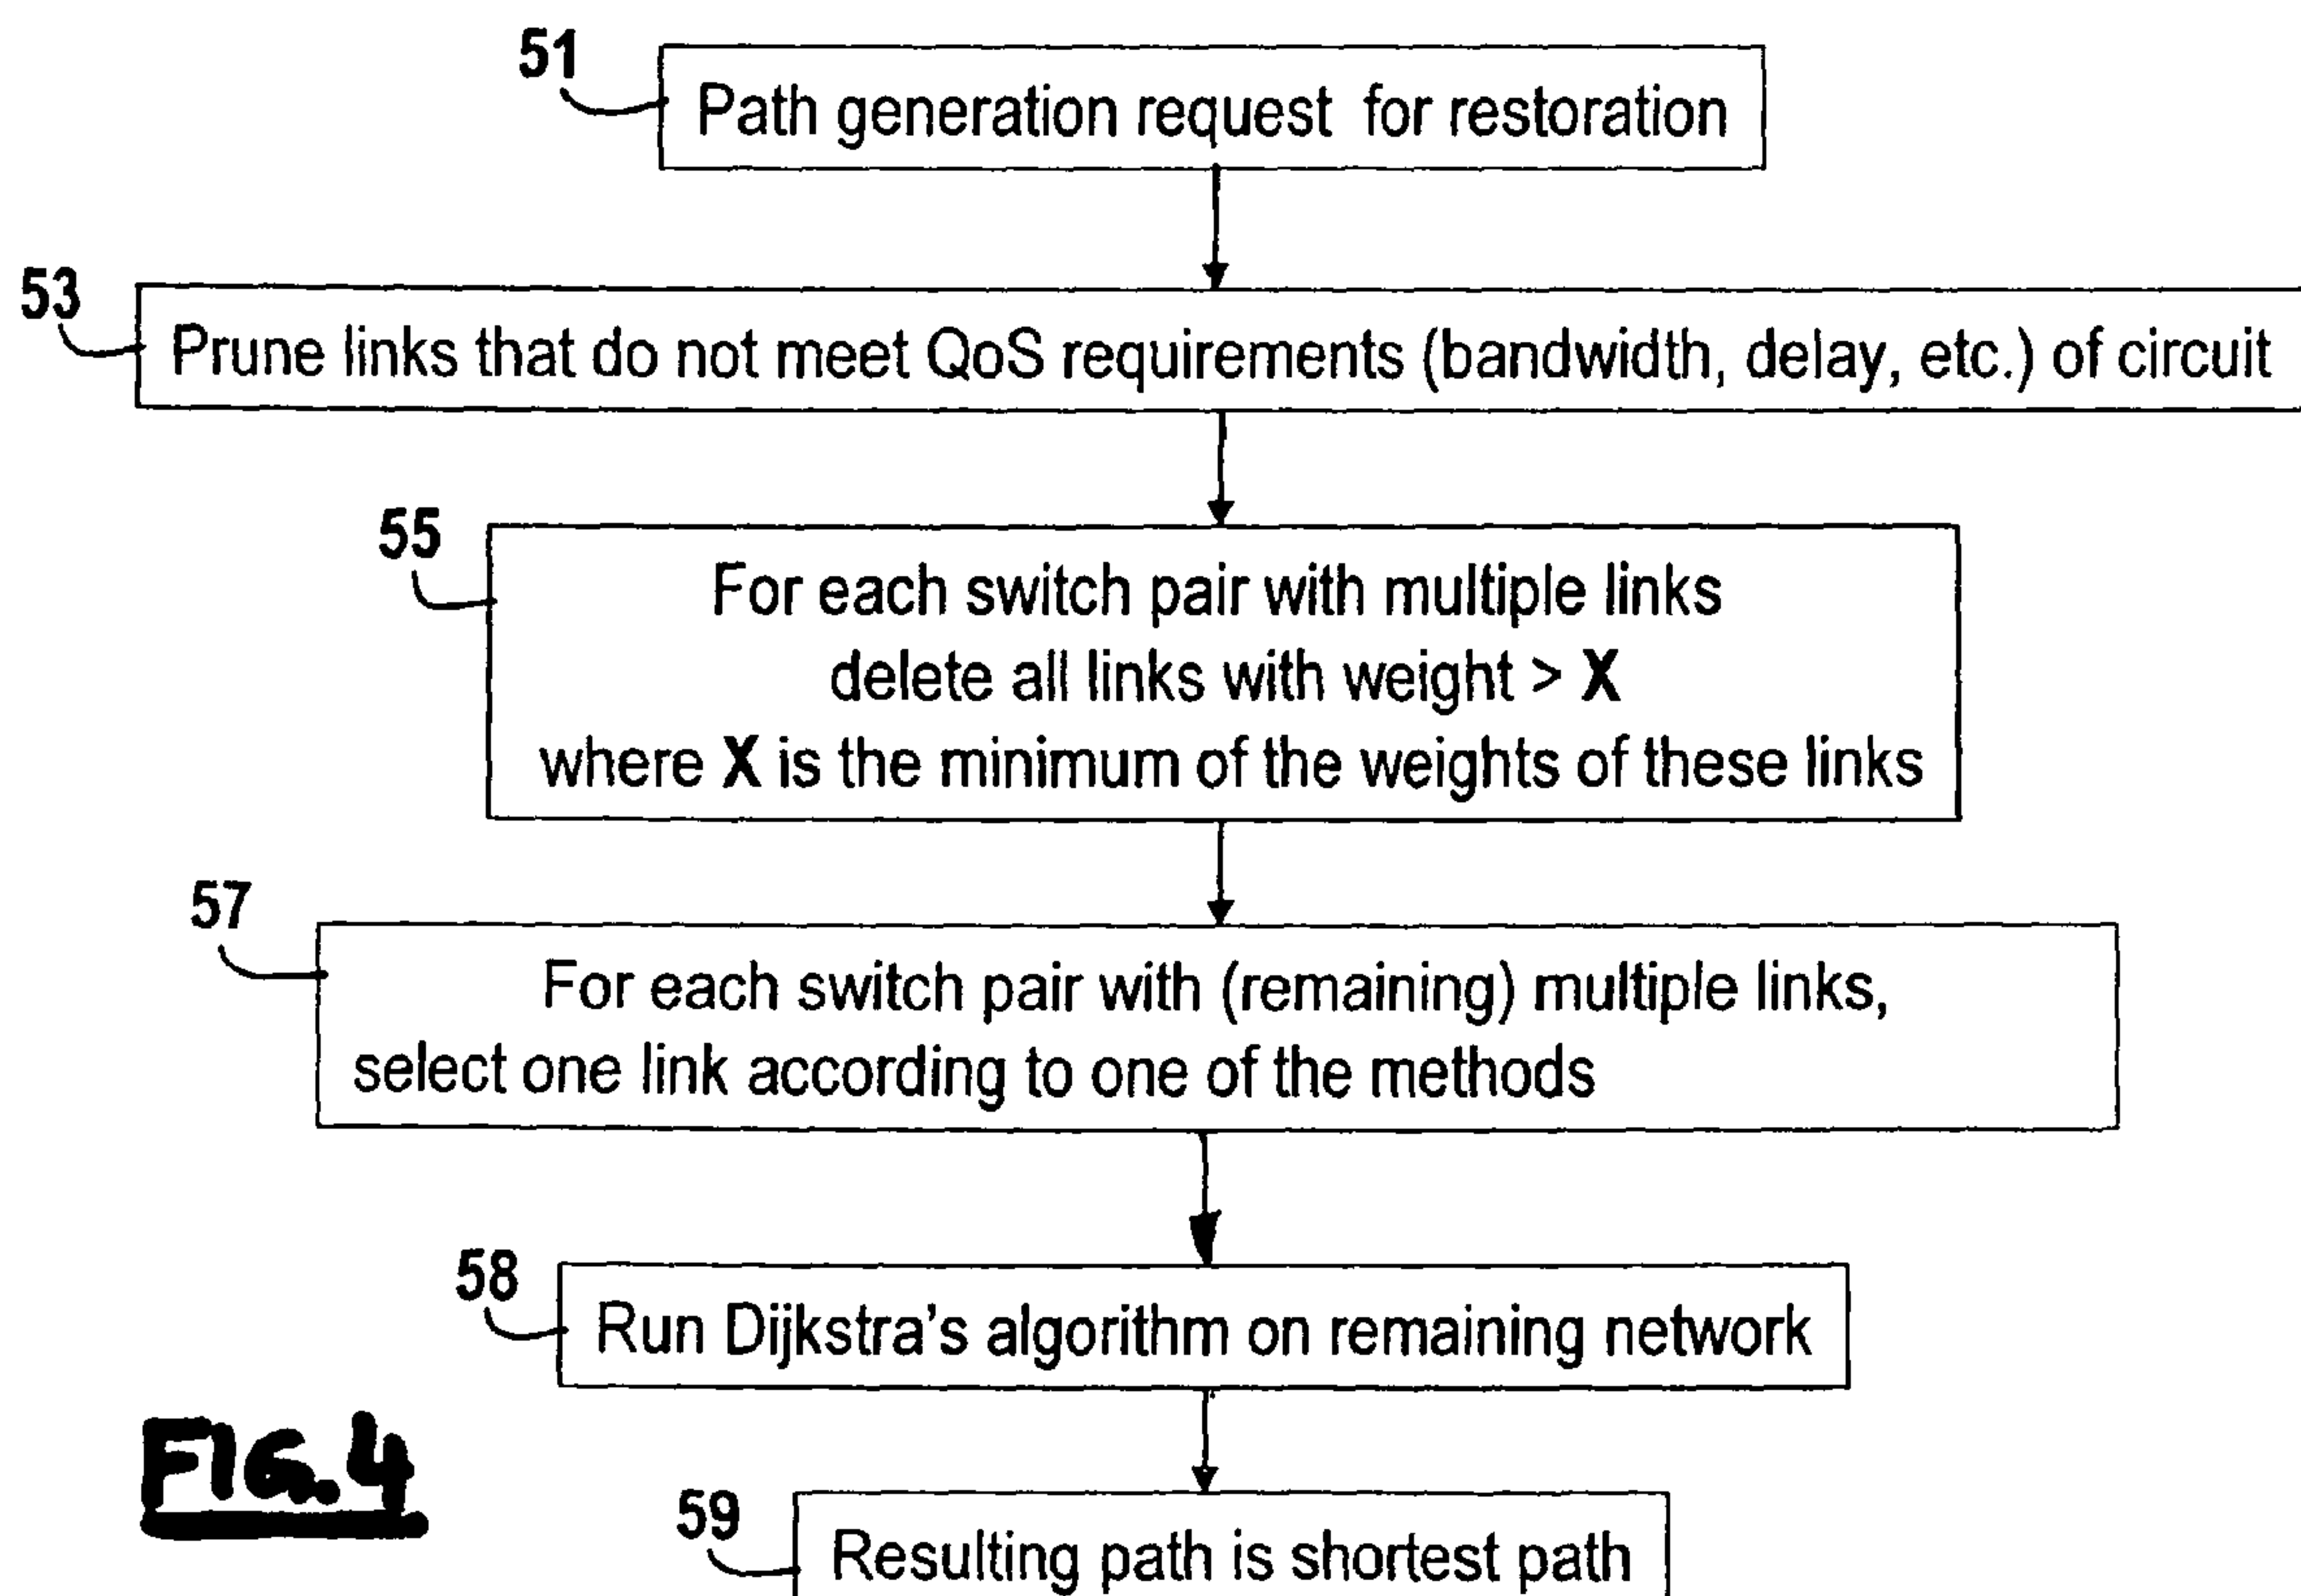 51
Path generation request for restoration
53
Prune links that do not meet QoS requirements (bandwidth, delay, etc.) of circuit
55
For each switch pair with multiple links
delete all links with weight > X
where X is the minimum of the weights of these links
57
For each switch pair with (remaining) multiple links,
select one link according to one of the methods
58
Run Dijkstra's algorithm on remaining network
59
Resulting path is shortest path
FIG.4